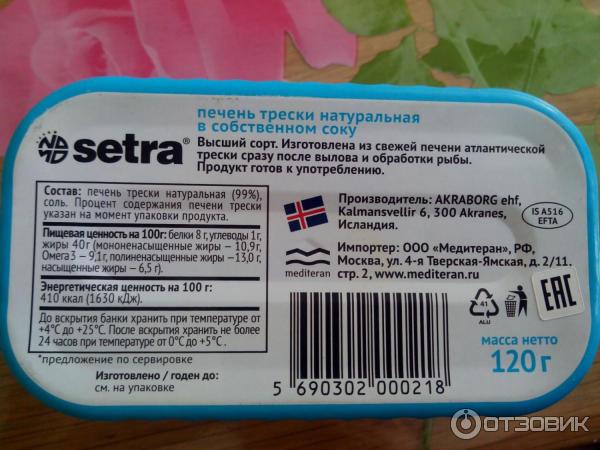 печень трески натуральная
в собственном соку
setra®
Высший сорт. Изготовлена из свежей печени атлантической
трески сразу после вылова и обработки рыбы.
Продукт готов к употреблению.
Состав: печень трески натуральная (99%),
соль. Процент содержания печени трески
указан на момент упаковки продукта.
Пищевая ценность на 100г: белки 8 г, углеводы 1г,
жиры 40г (мононенасыщенные жиры – 10,9г,
Омега 3 – 9,1г, полиненасыщенные жиры –13,0 г,
насыщенные жиры – 6,5 г).
Энергетическая ценность на 100 г:
410 ккал (1630 кДж).
До вскрытия банки хранить при температуре от
+4°C до +25°C. После вскрытия хранить не более
24 часов при температуре от 0°C до +5°C .
*предложение по сервировке
Изготовлено / годен до:
см. на упаковке
Производитель: AKRABORG ehf,
Kalmansvellir 6, 300 Akranes,
Исландия.
IS A516
EFTA
mediteran
Импортер: ООО «Медитеран», РФ,
Москва, ул. 4-я Тверская-Ямская, д. 2/11.
стр. 2, www.mediteran.ru
5 690302 000218
41
ALU
EAC
масса нетто
120 г
ОТЗОВИК